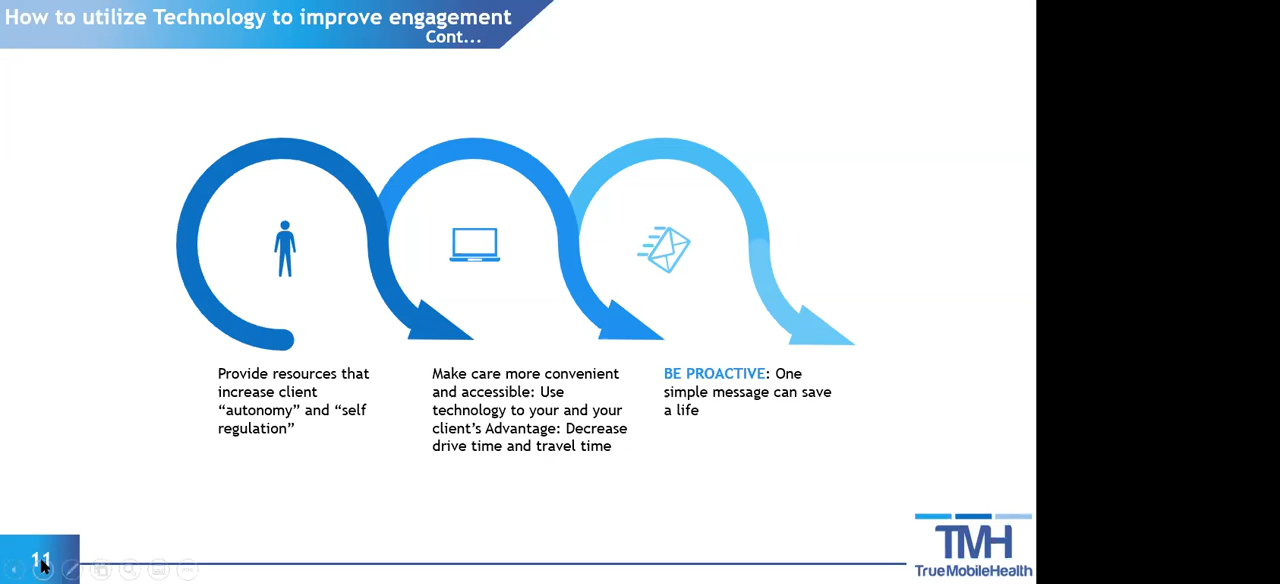 How to utilize Technology to improve engagement
Cont...
Provide resources that
increase client
“autonomy” and “self
regulation”
Make care more convenient
and accessible: Use
technology to your and your
client’s Advantage: Decrease
drive time and travel time
BE PROACTIVE: One
simple message can save
a life
11
TMH
TrueMobileHealth